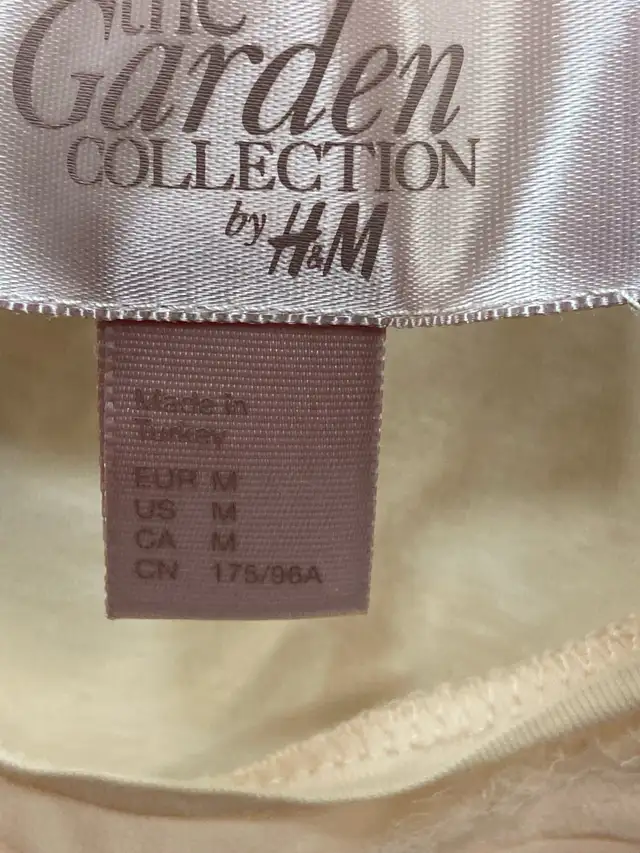 the
Garden
COLLECTION
by H&M
Made in
Turkey
EUR M
US M
CA M
CN 175/96A